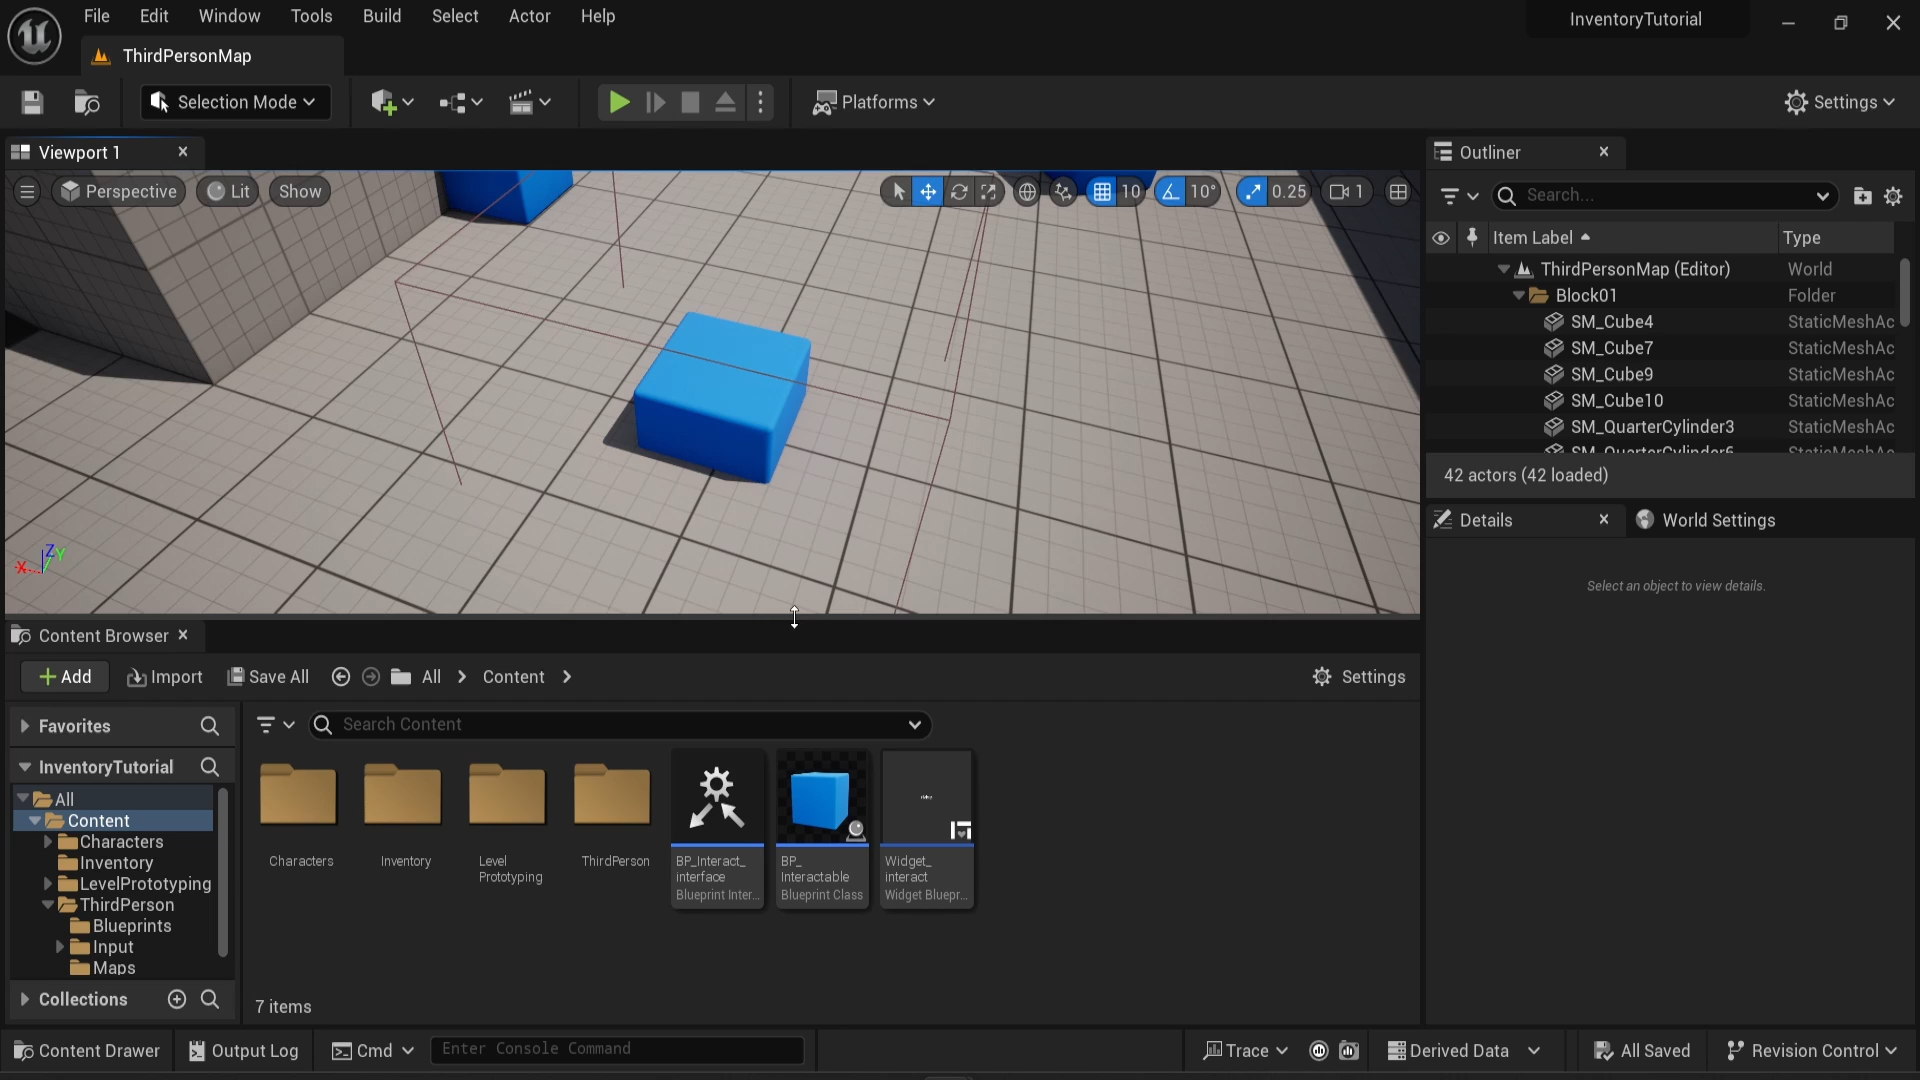 File Edit Window Tools Build Select Actor Help
InventoryTutorial
ThirdPersonMap
Selection Mode
Platforms
Settings
Viewport 1
Perspective Lit Show
10 10° 0.25 1
Z
Y
X
Outliner
Search...
Item Label Type
ThirdPersonMap (Editor) World
Block01 Folder
SM_Cube4 StaticMeshAc
SM_Cube7 StaticMeshAc
SM_Cube9 StaticMeshAc
SM_Cube10 StaticMeshAc
SM_QuarterCylinder3 StaticMeshAc
SM_QuarterCylinder6 StaticMeshAc
42 actors (42 loaded)
Details World Settings
Select an object to view details.
Content Browser
Add Import Save All All Content Settings
Favorites
Search Content
InventoryTutorial
All
Content
Characters
Inventory
LevelPrototyping
ThirdPerson
Blueprints
Input
Maps
Collections
Characters
Inventory
Level
Prototyping
ThirdPerson
BP_Interact_
interface
Blueprint Inter...
BP_
Interactable
Blueprint Class
Widget_
interact
Widget Bluepr...
7 items
Content Drawer Output Log Cmd Enter Console Command Trace Derived Data All Saved Revision Control